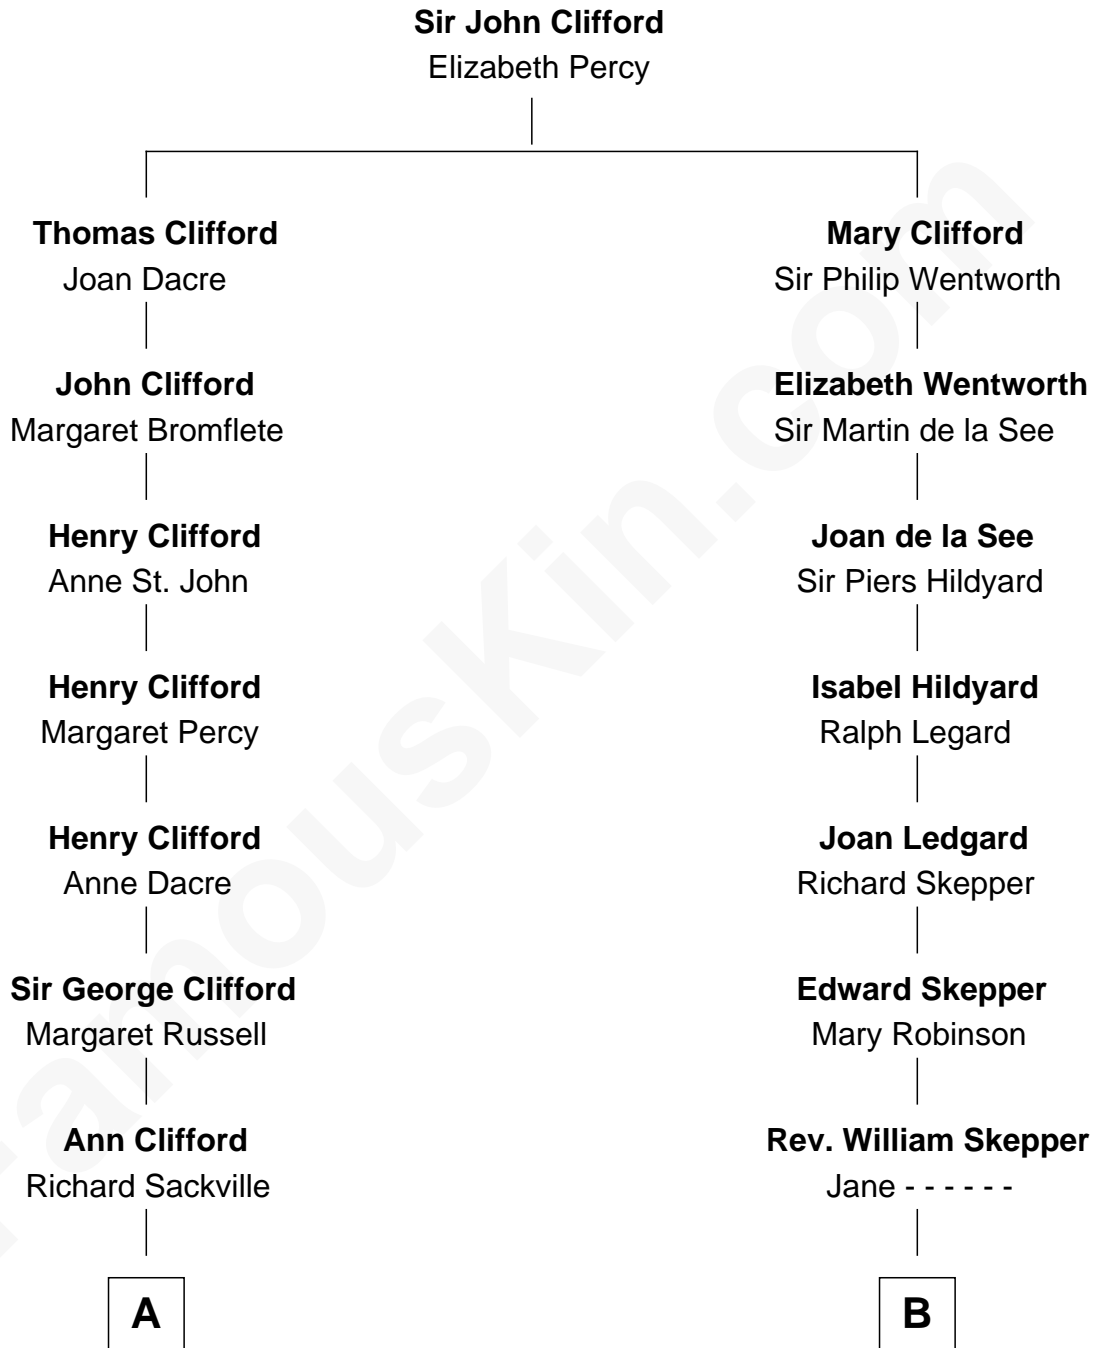 Sir John Clifford
Elizabeth Percy
Thomas Clifford
Joan Dacre
John Clifford
Margaret Bromflete
Henry Clifford
Anne St. John
Henry Clifford
Margaret Percy
Henry Clifford
Anne Dacre
Sir George Clifford
Margaret Russell
Ann Clifford
Richard Sackville
A
Mary Clifford
Sir Philip Wentworth
Elizabeth Wentworth
Sir Martin de la See
Joan de la See
Sir Piers Hildyard
Isabel Hildyard
Ralph Legard
Joan Ledgard
Richard Skepper
Edward Skepper
Mary Robinson
Rev. William Skepper
Jane - - - - - -
B
FamousKin.com